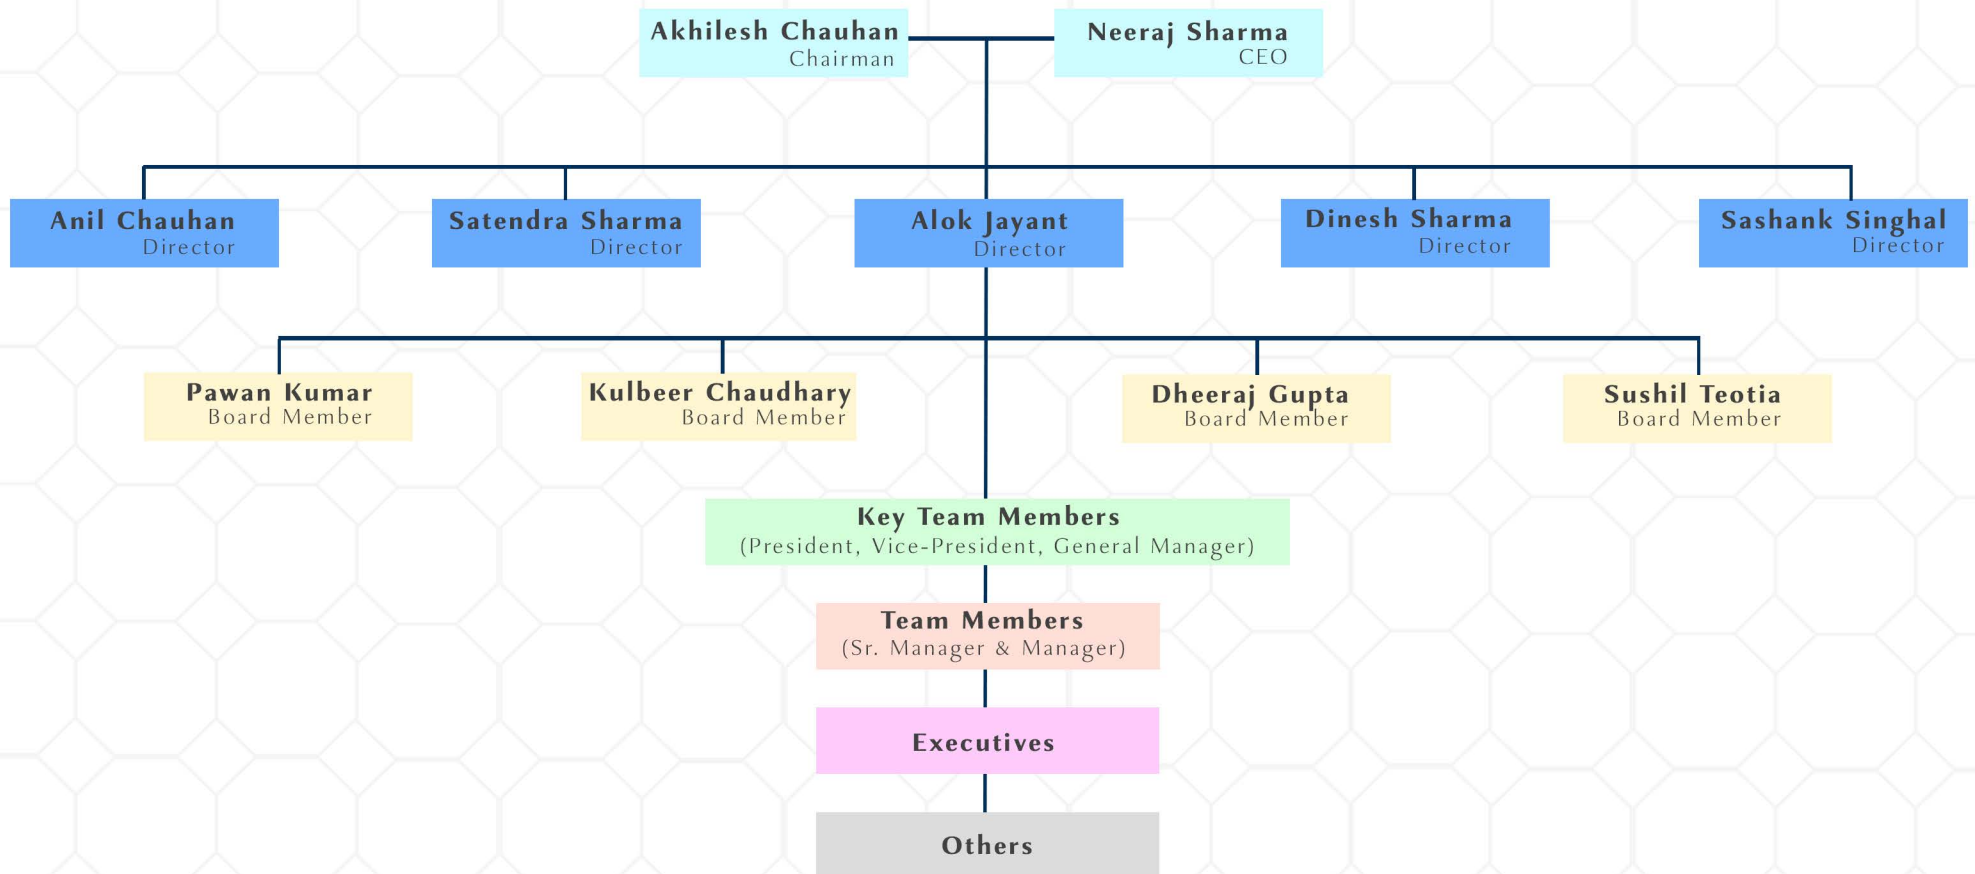 Akhilesh Chauhan
Chairman
Neeraj Sharma
CEO
Anil Chauhan
Director
Satendra Sharma
Director
Alok Jayant
Director
Dinesh Sharma
Director
Sashank Singhal
Director
Pawan Kumar
Board Member
Kulbeer Chaudhary
Board Member
Dheeraj Gupta
Board Member
Sushil Teotia
Board Member
Key Team Members
(President, Vice-President, General Manager)
Team Members
(Sr. Manager & Manager)
Executives
Others